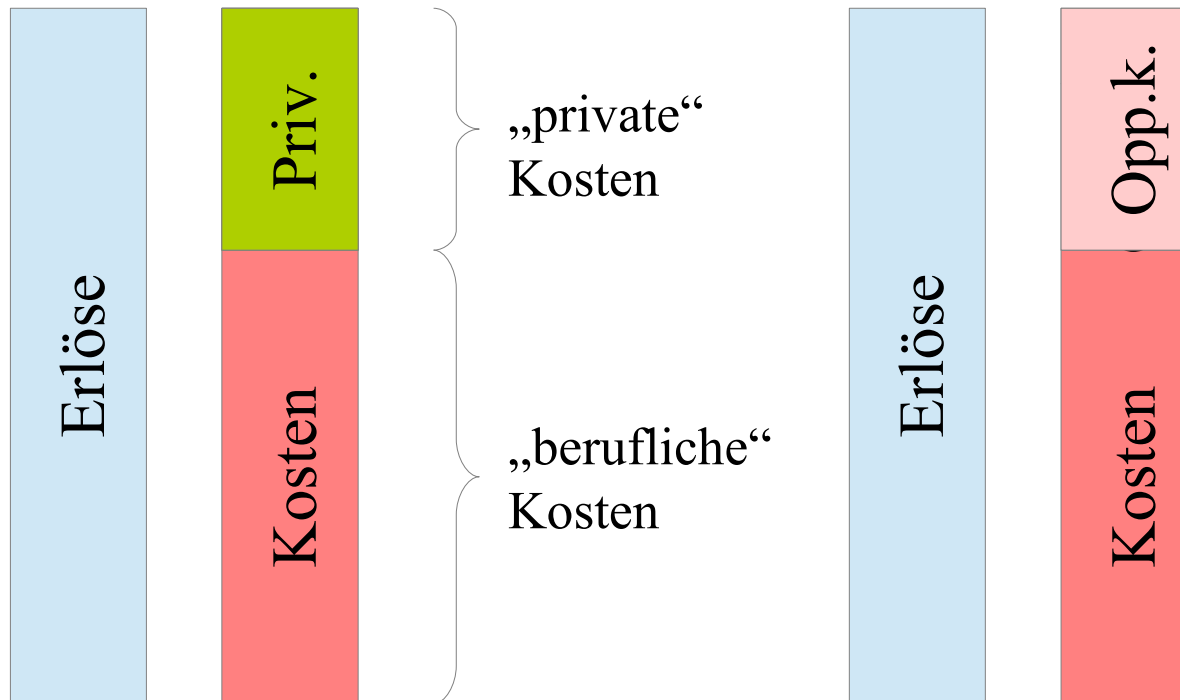 Erlöse
Priv.
Kosten
„private“
Kosten
„berufliche“
Kosten
Erlöse
Opp.k.
Kosten